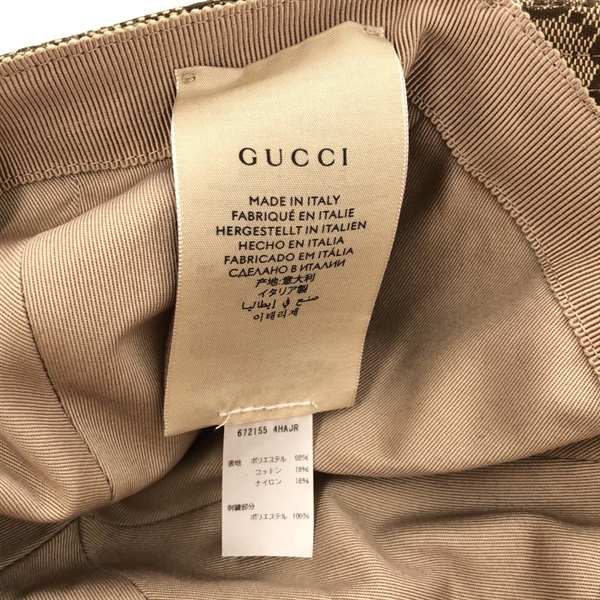 GUCCI
MADE IN ITALY
FABRIQUÉ EN ITALIE
HERGESTELLT IN ITALIEN
HECHO EN ITALIA
FABRICADO EM ITÁLIA
СДЕЛАНО В ИТАЛИИ
产地:意大利
イタリア製
صنع في إيطاليا
이태리제
672155 4HAJR
表地 ポリエステル 68%
コットン 16%
ナイロン 16%
刺繍部分
ポリエステル 100%